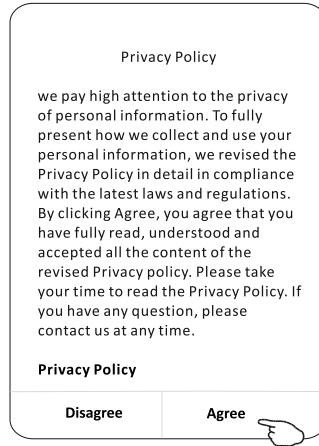 Privacy Policy
we pay high attention to the privacy
of personal information. To fully
present how we collect and use your
personal information, we revised the
Privacy Policy in detail in compliance
with the latest laws and regulations.
By clicking Agree, you agree that you
have fully read, understood and
accepted all the content of the
revised Privacy policy. Please take
your time to read the Privacy Policy. If
you have any question, please
contact us at any time.
Privacy Policy
Disagree Agree